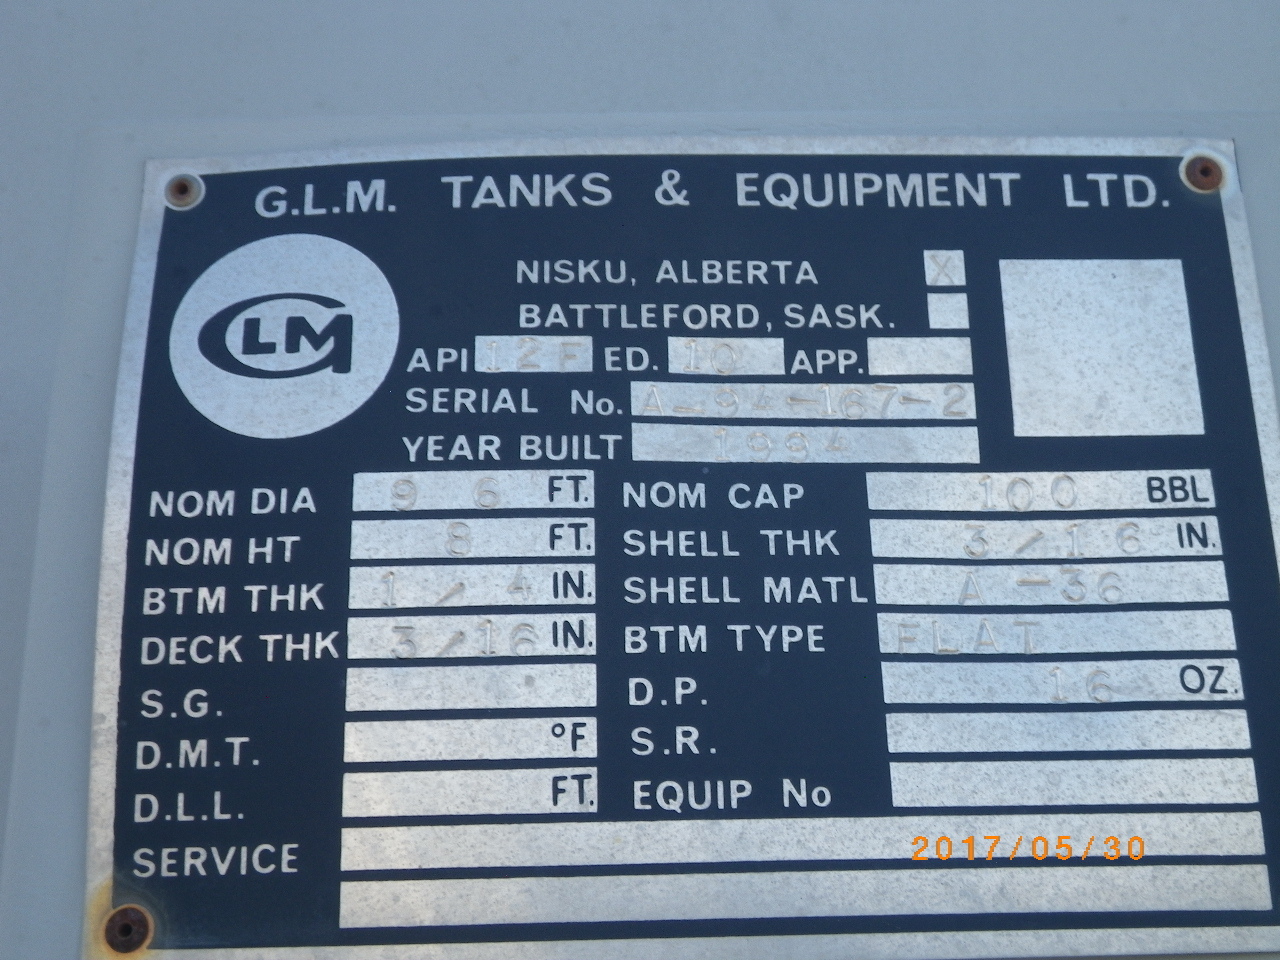 G.L.M. TANKS & EQUIPMENT LTD.
GLM
NISKU, ALBERTA X
BATTLEFORD, SASK.
API 12F ED. 10 APP.
SERIAL No. A-94-167-2
YEAR BUILT 1994
NOM DIA 9 6 FT. NOM CAP 100 BBL
NOM HT 8 FT. SHELL THK 3/16 IN.
BTM THK 1/4 IN. SHELL MATL A-36
DECK THK 3/16 IN. BTM TYPE FLAT
S.G. D.P. 16 OZ.
D.M.T. °F S.R.
D.L.L. FT. EQUIP No
SERVICE
2017/05/30